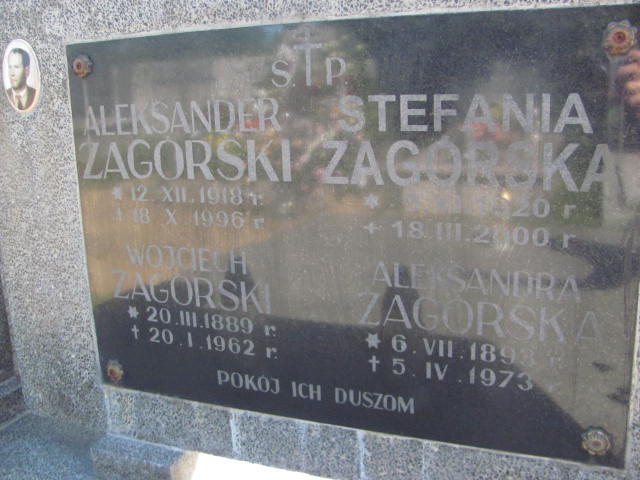 Ś. P.
ALEKSANDER
ZAGÓRSKI
* 12. XII. 1918 r.
† 18 X. 1996 r.
STEFANIA
ZAGÓRSKA
* 1920 r
† 18. III. 2000 r
WOJCIECH
ZAGÓRSKI
* 20. III. 1889 r.
† 20. I. 1962 r.
ALEKSANDRA
ZAGÓRSKA
* 6. VII.
† 5. IV. 1973 r
POKÓJ ICH DUSZOM